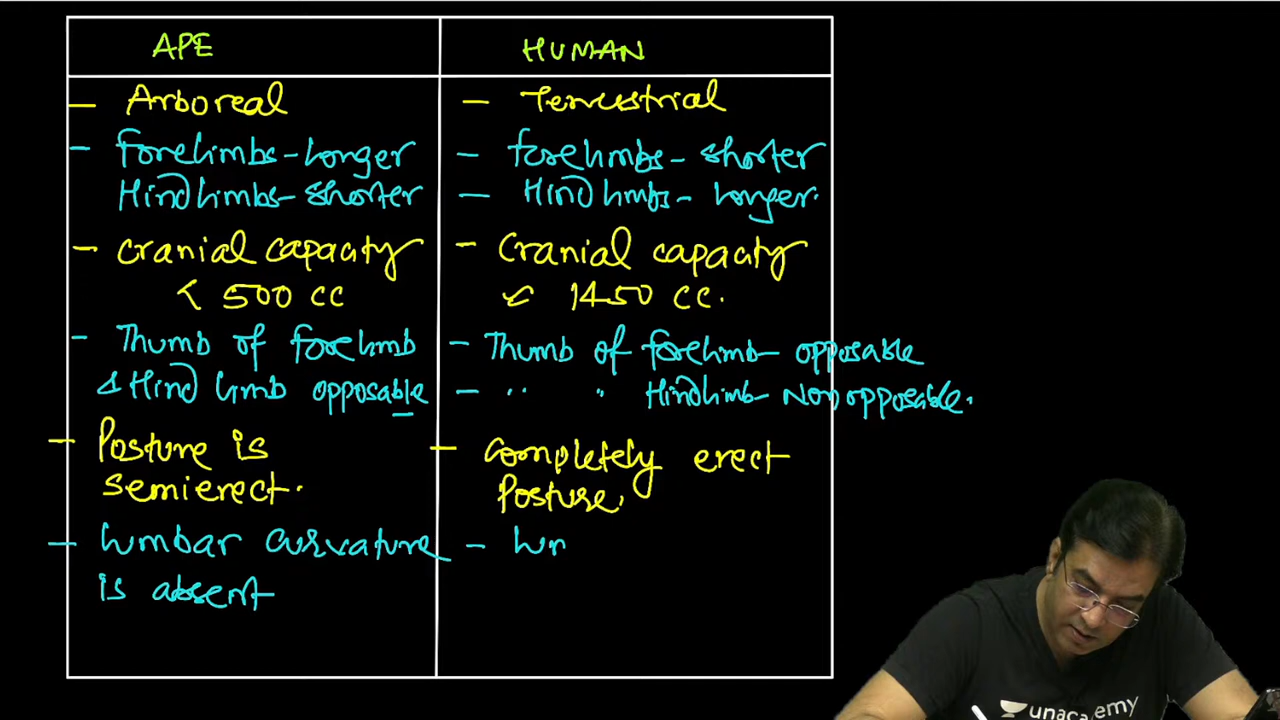 APE
HUMAN
- Arboreal
- Terrestrial
- Forelimbs - Longer
- forelimbs - shorter
Hind limbs - shorter
- Hind limbs - Longer.
- Cranial capacity
- Cranial capacity
< 500 cc
1450 cc.
- Thumb of forelimb
- Thumb of forelimb - opposable
& Hind limb opposable
- " " Hindlimb - Non opposable.
- Posture is
- Completely erect
semierect.
Posture.
- Lumbar curvature
- Lum
is absent
unacademy